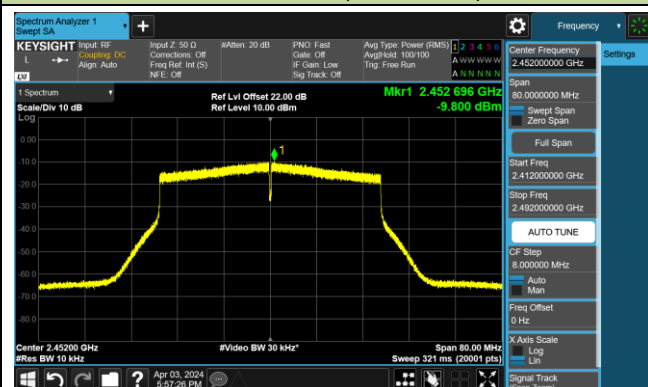 Spectrum Analyzer 1
Swept SA
Frequency
KEYSIGHT
L
LXI
Input: RF
Coupling: DC
Align: Auto
Input Z: 50 Ω
Corrections: Off
Freq Ref: Int (S)
NFE: Off
#Atten: 20 dB
PNO: Fast
Gate: Off
IF Gain: Low
Sig Track: Off
Avg Type: Power (RMS)
Avg|Hold: 100/100
Trig: Free Run
1 2 3 4 5 6
A W W W W W
A N N N N N
1 Spectrum
Scale/Div 10 dB
Log
Ref Lvl Offset 22.00 dB
Ref Level 10.00 dBm
Mkr1 2.452 696 GHz
-9.800 dBm
0.00
-10.0
-20.0
-30.0
-40.0
-50.0
-60.0
-70.0
-80.0
1
Center 2.45200 GHz
#Res BW 10 kHz
#Video BW 30 kHz*
Span 80.00 MHz
Sweep 321 ms (20001 pts)
Center Frequency
2.452000000 GHz
Settings
Span
80.0000000 MHz
Swept Span
Zero Span
Full Span
Start Freq
2.412000000 GHz
Stop Freq
2.492000000 GHz
AUTO TUNE
CF Step
8.000000 MHz
Auto
Man
Freq Offset
0 Hz
X Axis Scale
Log
Lin
Signal Track
(Span Zoom)
Apr 03, 2024
5:57:26 PM